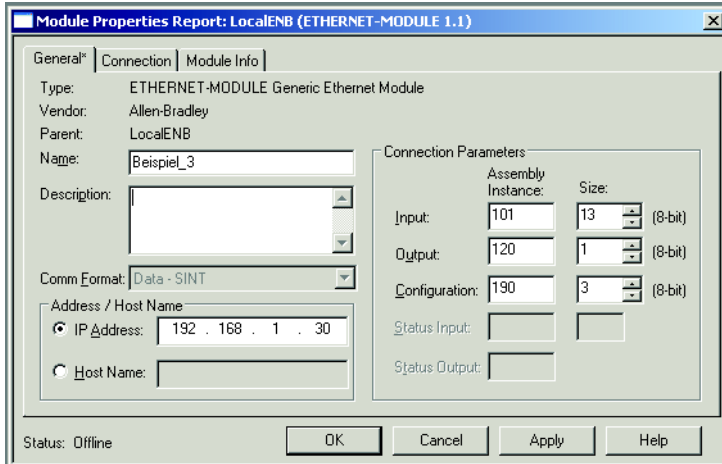 Module Properties Report: LocalENB (ETHERNET-MODULE 1.1)
General* Connection Module Info
Type: ETHERNET-MODULE Generic Ethernet Module
Vendor: Allen-Bradley
Parent: LocalENB
Name: Beispiel_3
Description:
Comm Format: Data - SINT
Address / Host Name
IP Address: 192 . 168 . 1 . 30
Host Name:
Connection Parameters
Assembly
Instance: Size:
Input: 101 13 (8-bit)
Output: 120 1 (8-bit)
Configuration: 190 3 (8-bit)
Status Input:
Status Output:
Status: Offline OK Cancel Apply Help